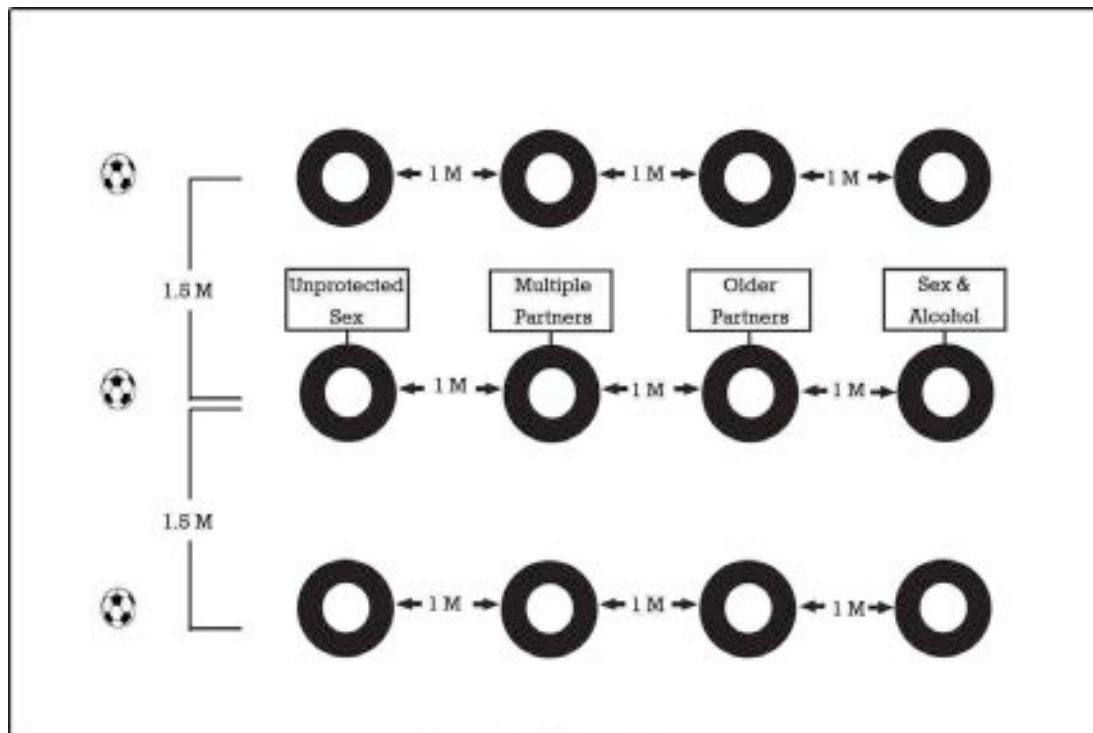 1 M 1 M 1 M
1.5 M
Unprotected
Sex
Multiple
Partners
Older
Partners
Sex &
Alcohol
1 M 1 M 1 M
1.5 M
1 M 1 M 1 M